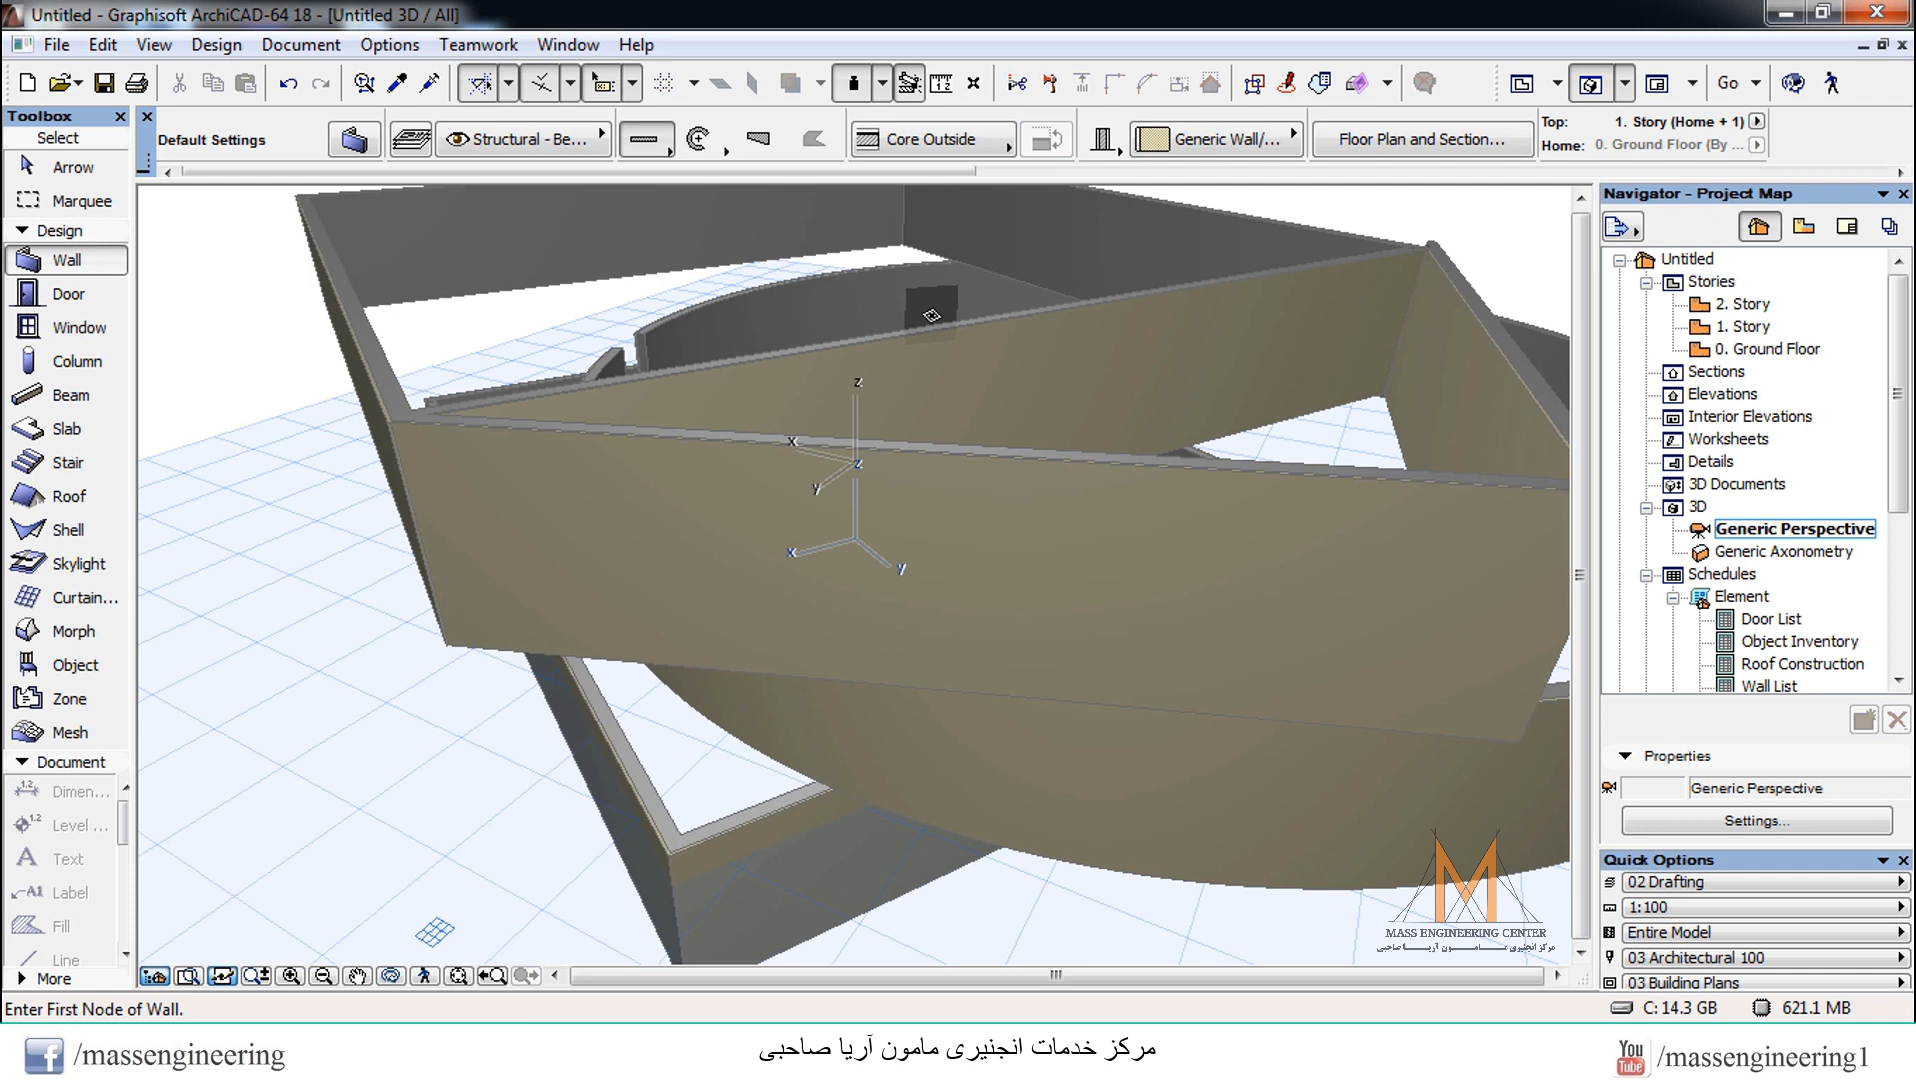 Untitled - Graphisoft ArchiCAD-64 18 - [Untitled 3D / All]
File Edit View Design Document Options Teamwork Window Help
Go
Toolbox
Select
Arrow
Marquee
Design
Wall
Door
Window
Column
Beam
Slab
Stair
Roof
Shell
Skylight
Curtain...
Morph
Object
Zone
Mesh
Document
Dimen...
Level ...
Text
Label
Fill
Line
More
Default Settings
Structural - Be...
Core Outside
Generic Wall/...
Floor Plan and Section...
Top: 1. Story (Home + 1)
Home: 0. Ground Floor (By ...
z
x
z
y
x
y
Navigator - Project Map
Untitled
Stories
2. Story
1. Story
0. Ground Floor
Sections
Elevations
Interior Elevations
Worksheets
Details
3D Documents
3D
Generic Perspective
Generic Axonometry
Schedules
Element
Door List
Object Inventory
Roof Construction
Wall List
Properties
Generic Perspective
Settings...
Quick Options
02 Drafting
1:100
Entire Model
03 Architectural 100
03 Building Plans
MASS ENGINEERING CENTER
مرکز انجنیری مامون آریا صاحبی
Enter First Node of Wall.
C: 14.3 GB 621.1 MB
/massengineering
مرکز خدمات انجنیری مامون آریا صاحبی
You Tube /massengineering1